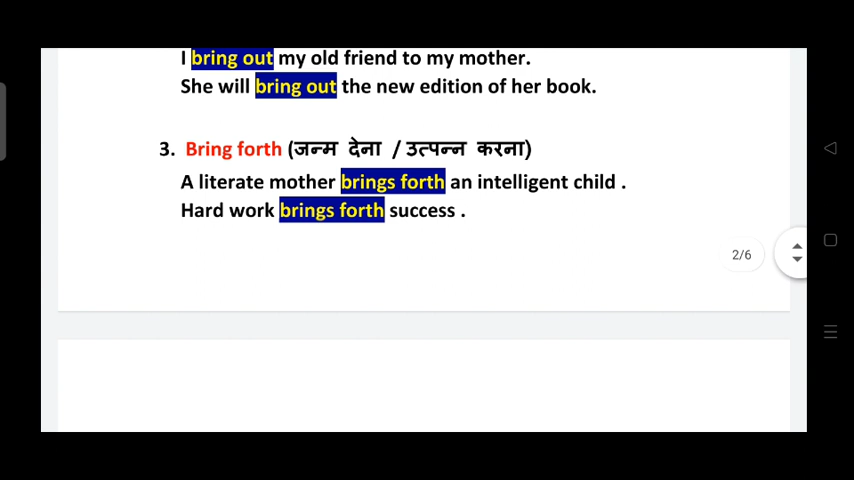 I bring out my old friend to my mother.
She will bring out the new edition of her book.
3. Bring forth (जन्म देना / उत्पन्न करना)
A literate mother brings forth an intelligent child .
Hard work brings forth success .
2/6